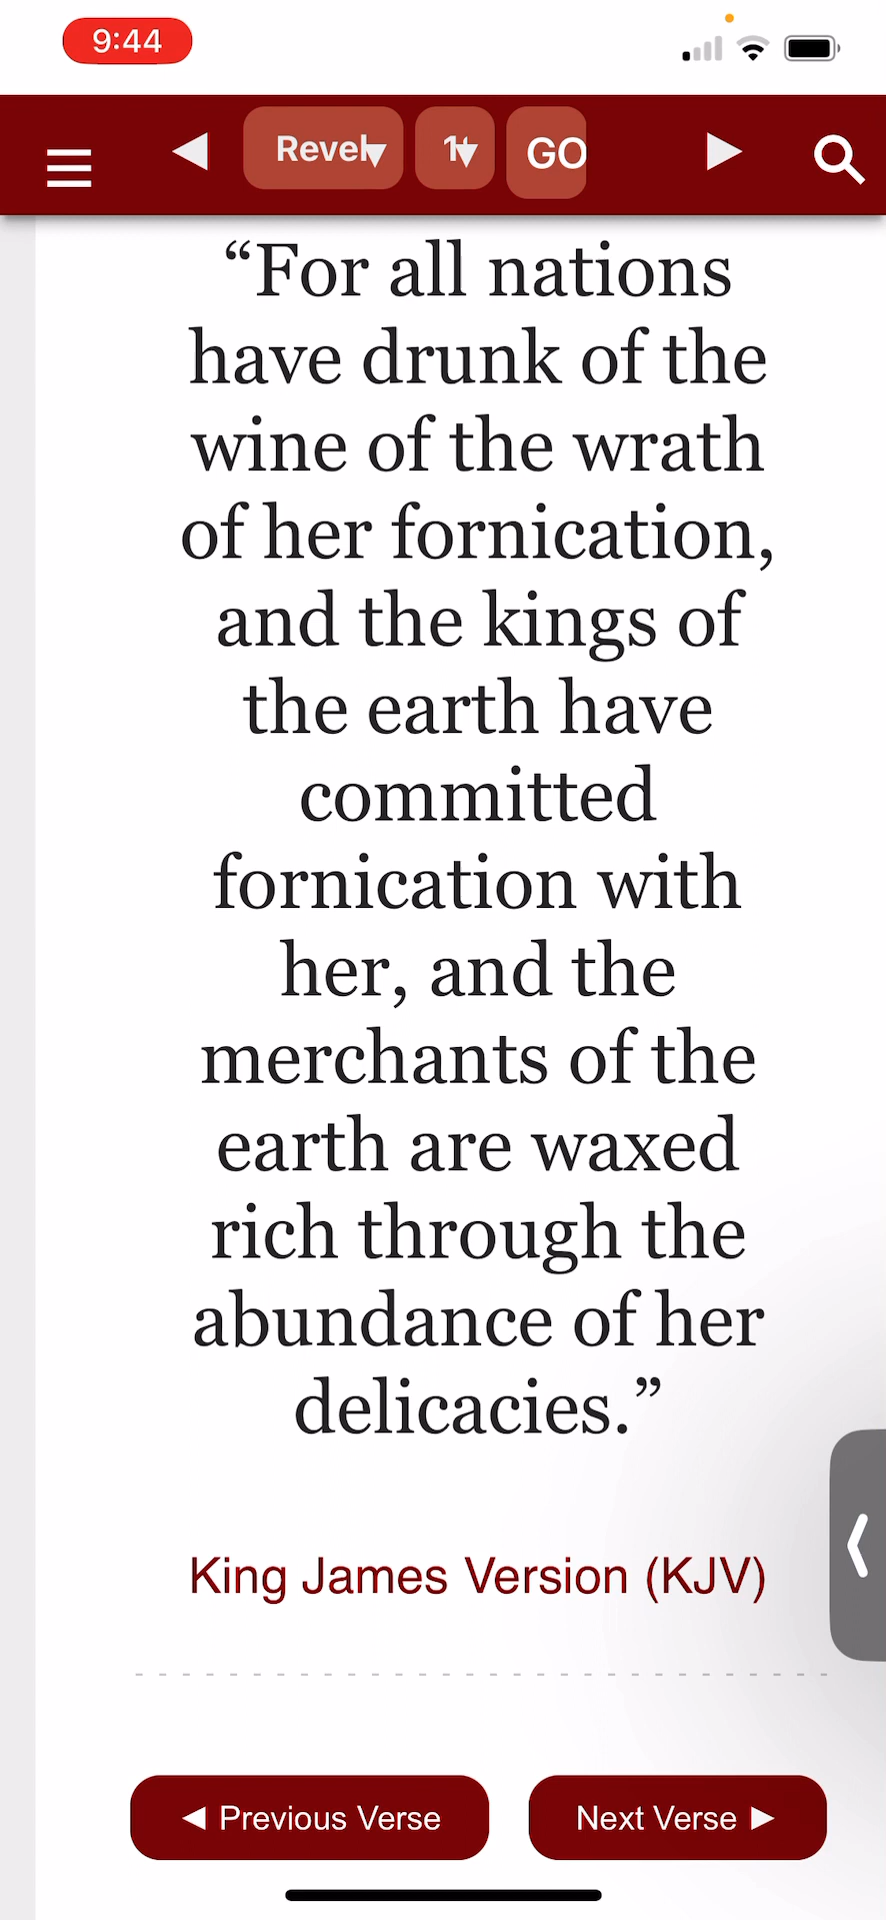 9:44
Revel
GO
“For all nations
have drunk of the
wine of the wrath
of her fornication,
and the kings of
the earth have
committed
fornication with
her, and the
merchants of the
earth are waxed
rich through the
abundance of her
delicacies.”
King James Version (KJV)
Previous Verse
Next Verse